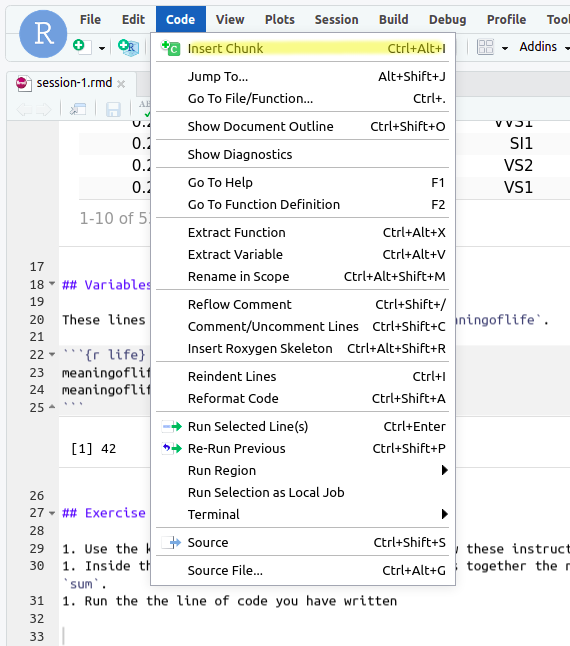 File Edit Code View Plots Session Build Debug Profile Tool
R
Addins
session-1.rmd
Insert Chunk Ctrl+Alt+I
Jump To... Alt+Shift+J
Go To File/Function... Ctrl+.
Show Document Outline Ctrl+Shift+O
Show Diagnostics
Go To Help F1
Go To Function Definition F2
Extract Function Ctrl+Alt+X
Extract Variable Ctrl+Alt+V
Rename in Scope Ctrl+Alt+Shift+M
Reflow Comment Ctrl+Shift+/
Comment/Uncomment Lines Ctrl+Shift+C
Insert Roxygen Skeleton Ctrl+Alt+Shift+R
Reindent Lines Ctrl+I
Reformat Code Ctrl+Shift+A
Run Selected Line(s) Ctrl+Enter
Re-Run Previous Ctrl+Shift+P
Run Region
Run Selection as Local Job
Terminal
Source Ctrl+Shift+S
Source File... Ctrl+Alt+G
0.2 VVS1
0.2 SI1
0.2 VS2
0.2 VS1
1-10 of 5
17
18 ## Variables
19
20 These lines aningoflife`.
21
22 ```{r life}
23 meaningoflif
24 meaningoflif
25 ```
[1] 42
26
27 ## Exercise
28
29 1. Use the k w these instruct
30 1. Inside th s together the n
`sum`.
31 1. Run the the line of code you have written
32
33